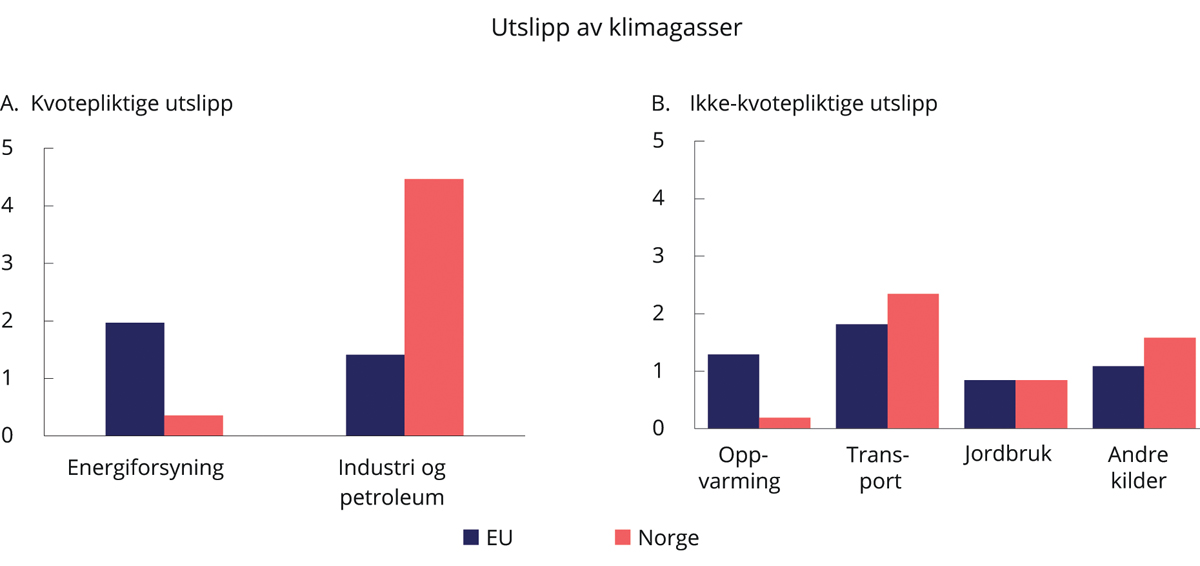 Utslipp av klimagasser
A. Kvotepliktige utslipp
5
4
3
2
1
0
Energiforsyning
Industri og
petroleum
B. Ikke-kvotepliktige utslipp
5
4
3
2
1
0
Opp-
varming
Trans-
port
Jordbruk
Andre
kilder
EU
Norge